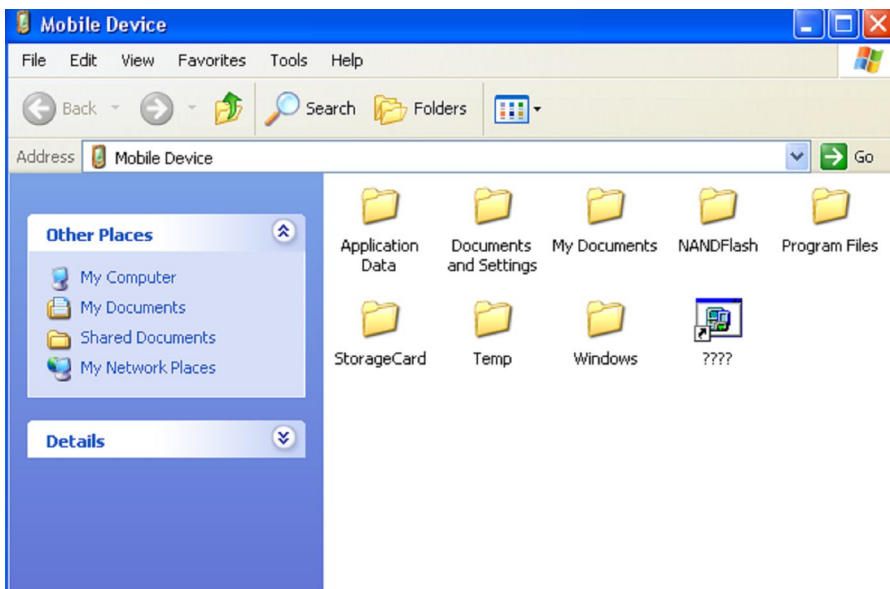 Mobile Device
File Edit View Favorites Tools Help
Back Search Folders
Address Mobile Device Go
Other Places
My Computer
My Documents
Shared Documents
My Network Places
Details
Application Data
Documents and Settings
My Documents
NANDFlash
Program Files
StorageCard
Temp
Windows
????